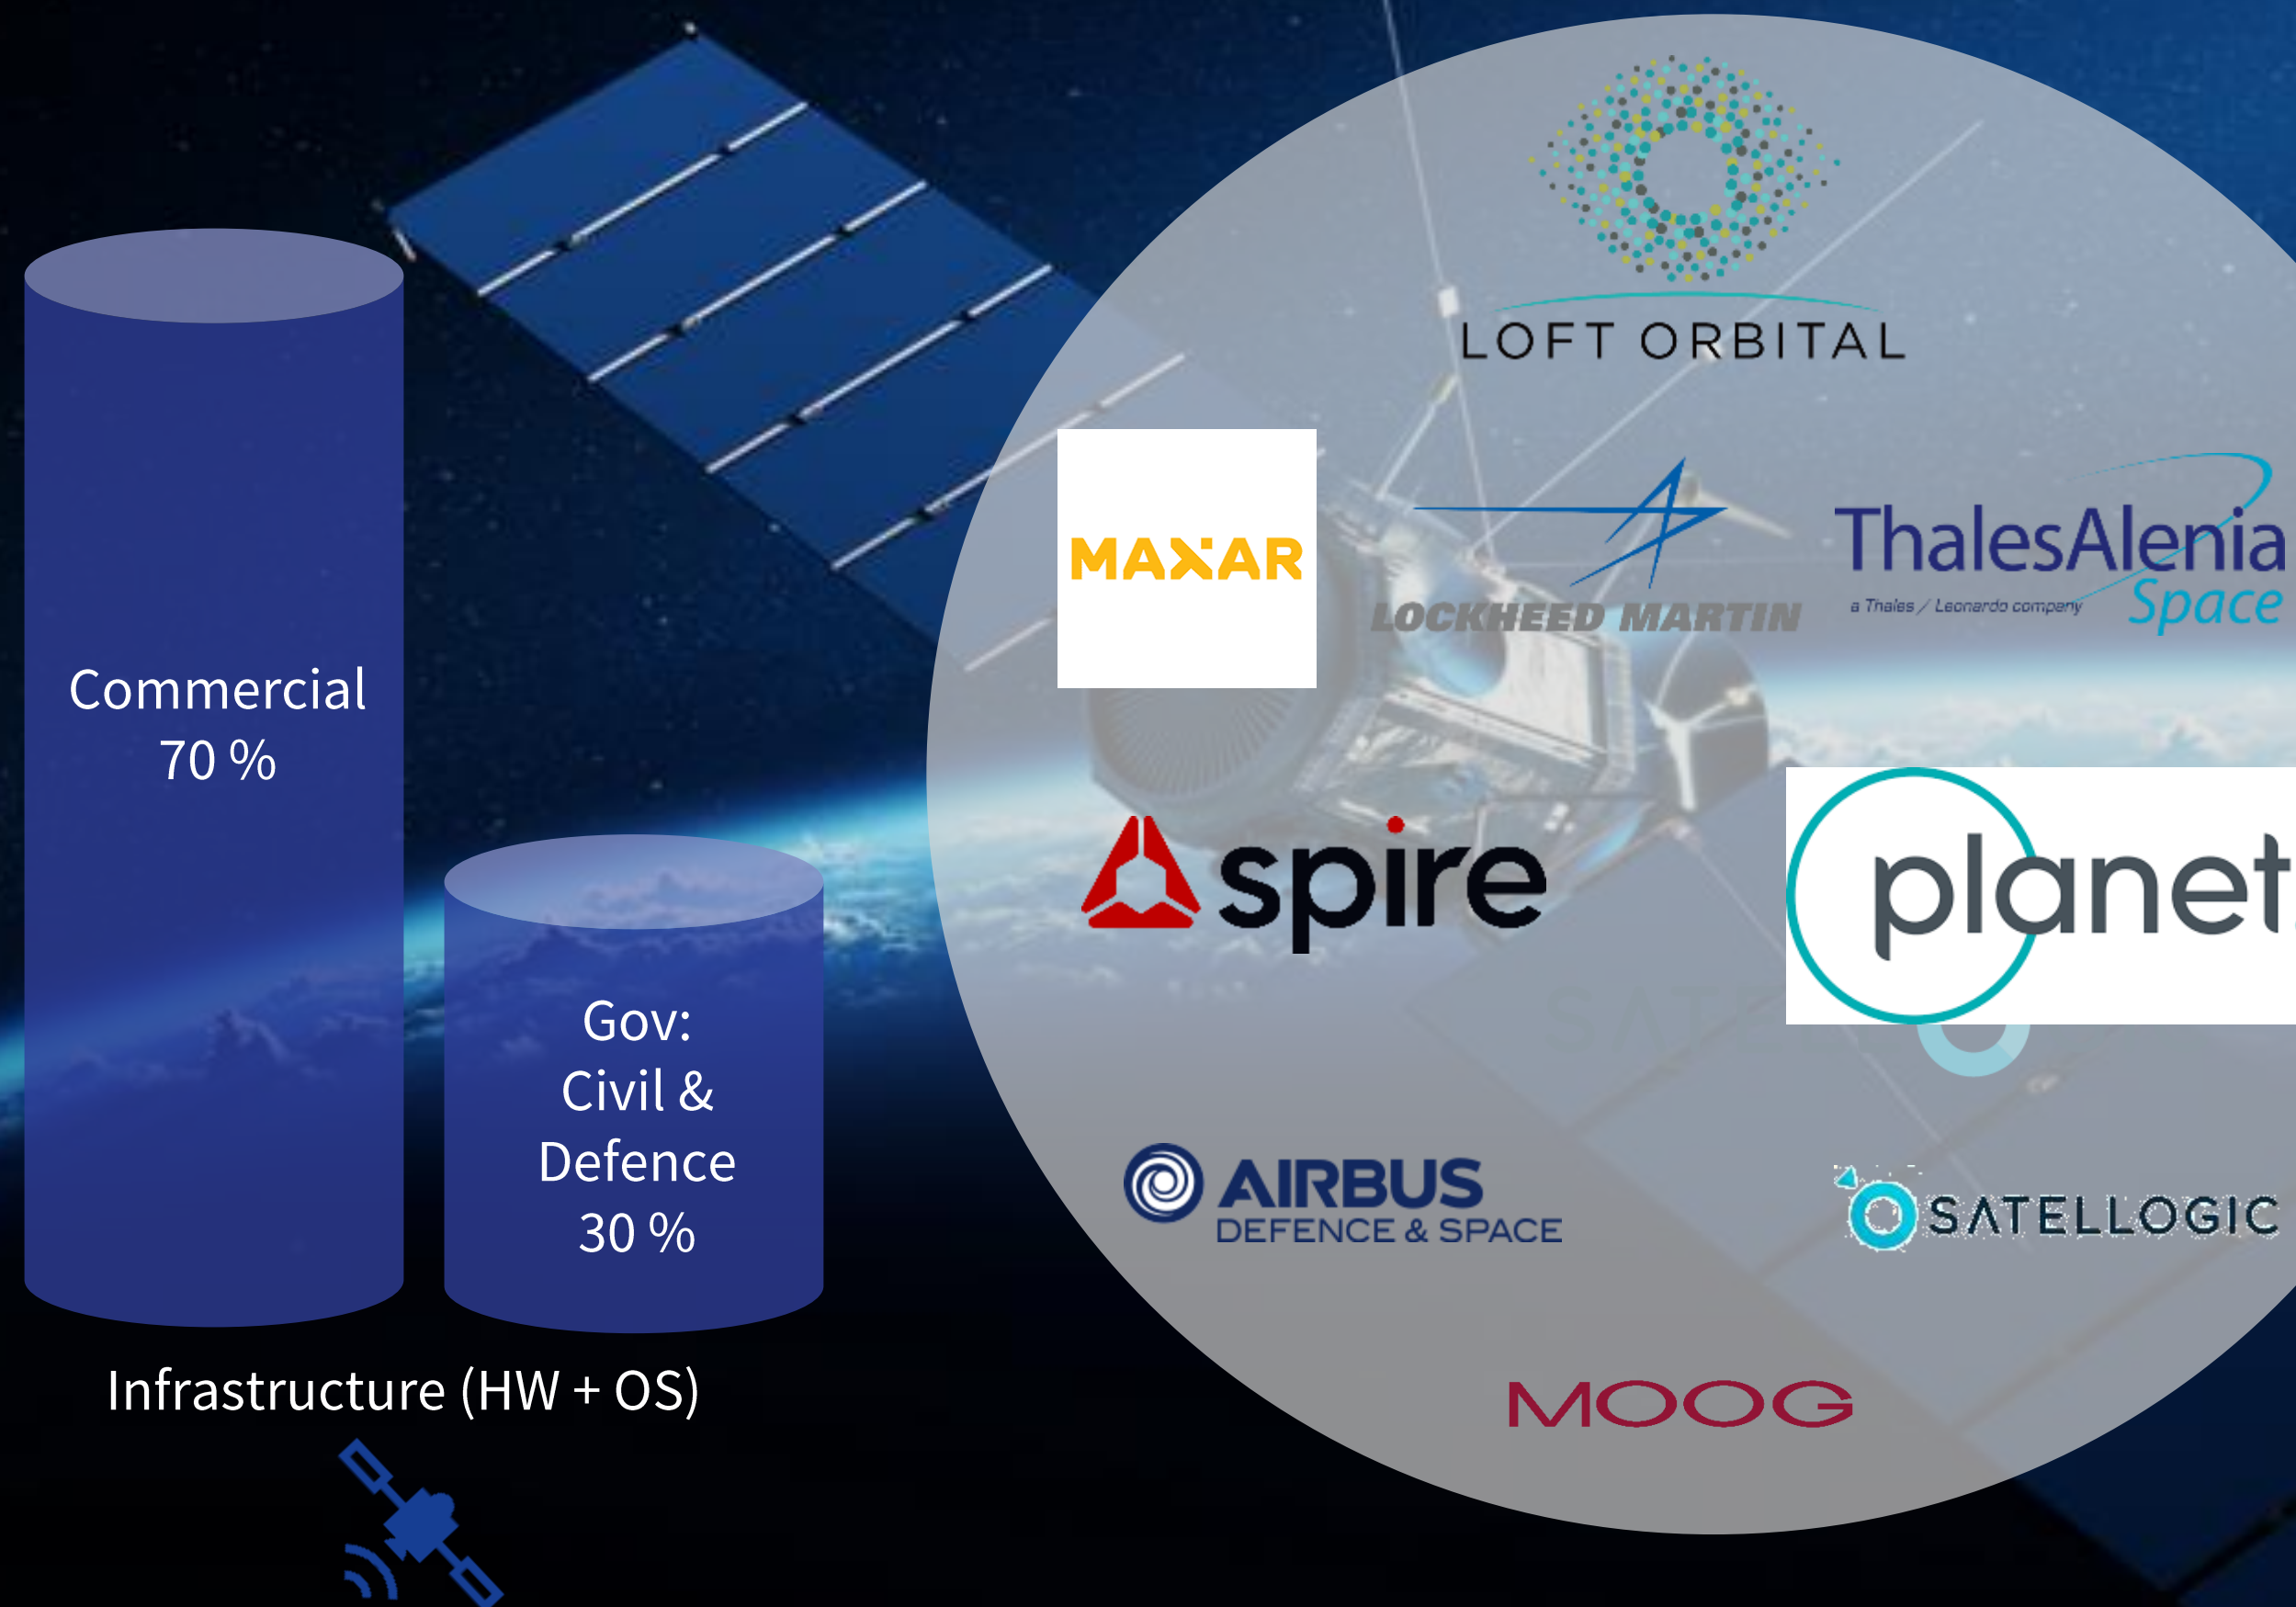 Commercial
70 %
Gov:
Civil &
Defence
30 %
Infrastructure (HW + OS)
LOFT ORBITAL
MAXAR
LOCKHEED MARTIN
ThalesAlenia
a Thales / Leonardo company
Space
spire
planet.
AIRBUS
DEFENCE & SPACE
SATELLOGIC
MOOG